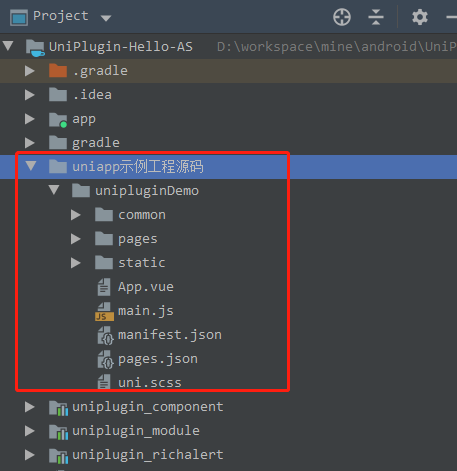 Project
UniPlugin-Hello-AS D:\workspace\mine\android\UniP
.gradle
.idea
app
gradle
uniapp示例工程源码
unipluginDemo
common
pages
static
App.vue
JS main.js
manifest.json
pages.json
uni.scss
uniplugin_component
uniplugin_module
uniplugin_richalert